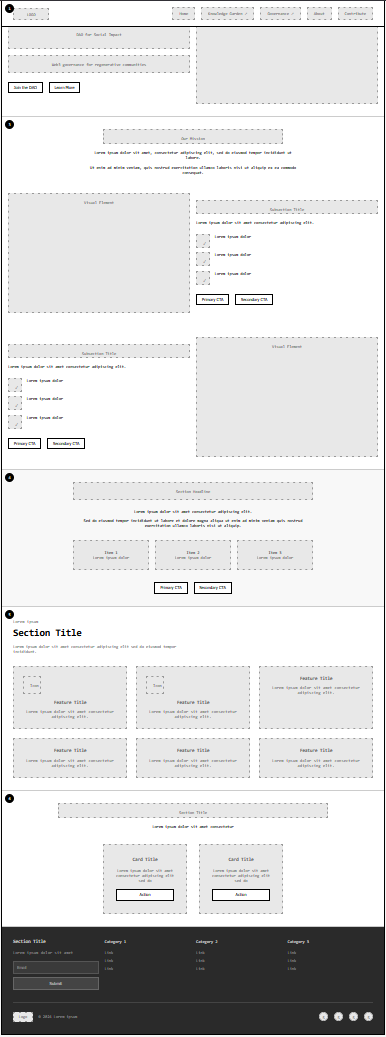 1
LOGO
Home
Knowledge Garden
Governance
About
Contribute
DAO for Social Impact
Web3 governance for regenerative communities
Join the DAO
Learn More
3
Our Mission
Lorem ipsum dolor sit amet, consectetur adipiscing elit, sed do eiusmod tempor incididunt ut
labore.
Ut enim ad minim veniam, quis nostrud exercitation ullamco laboris nisi ut aliquip ex ea commodo
consequat.
Visual Element
Subsection Title
Lorem ipsum dolor sit amet consectetur adipiscing elit.
✓ Lorem ipsum dolor
✓ Lorem ipsum dolor
✓ Lorem ipsum dolor
Primary CTA
Secondary CTA
Subsection Title
Lorem ipsum dolor sit amet consectetur adipiscing elit.
✓ Lorem ipsum dolor
✓ Lorem ipsum dolor
✓ Lorem ipsum dolor
Primary CTA
Secondary CTA
Visual Element
Section Headline
Lorem ipsum dolor sit amet consectetur adipiscing elit.
Sed do eiusmod tempor incididunt ut labore et dolore magna aliqua ut enim ad minim veniam quis nostrud
exercitation ullamco laboris nisi ut aliquip.
Item 1
Lorem ipsum dolor
Item 2
Lorem ipsum dolor
Item 3
Lorem ipsum dolor
Primary CTA
Secondary CTA
Lorem ipsum
Section Title
Lorem ipsum dolor sit amet consectetur adipiscing elit sed do eiusmod tempor
incididunt.
Icon
Feature Title
Lorem ipsum dolor sit amet consectetur
adipiscing elit.
Icon
Feature Title
Lorem ipsum dolor sit amet consectetur
adipiscing elit.
Feature Title
Lorem ipsum dolor sit amet consectetur
adipiscing elit.
Feature Title
Lorem ipsum dolor sit amet consectetur
adipiscing elit.
Feature Title
Lorem ipsum dolor sit amet consectetur
adipiscing elit.
Feature Title
Lorem ipsum dolor sit amet consectetur
adipiscing elit.
Section Title
Lorem ipsum dolor sit amet consectetur
Card Title
Lorem ipsum dolor sit amet
consectetur adipiscing elit
sed do
Action
Card Title
Lorem ipsum dolor sit amet
consectetur adipiscing elit
sed do
Action
Section Title
Lorem ipsum dolor sit amet
Email
Submit
Category 1
Link
Link
Link
Category 2
Link
Link
Link
Category 3
Link
Link
Link
Logo
© 2024 Lorem ipsum